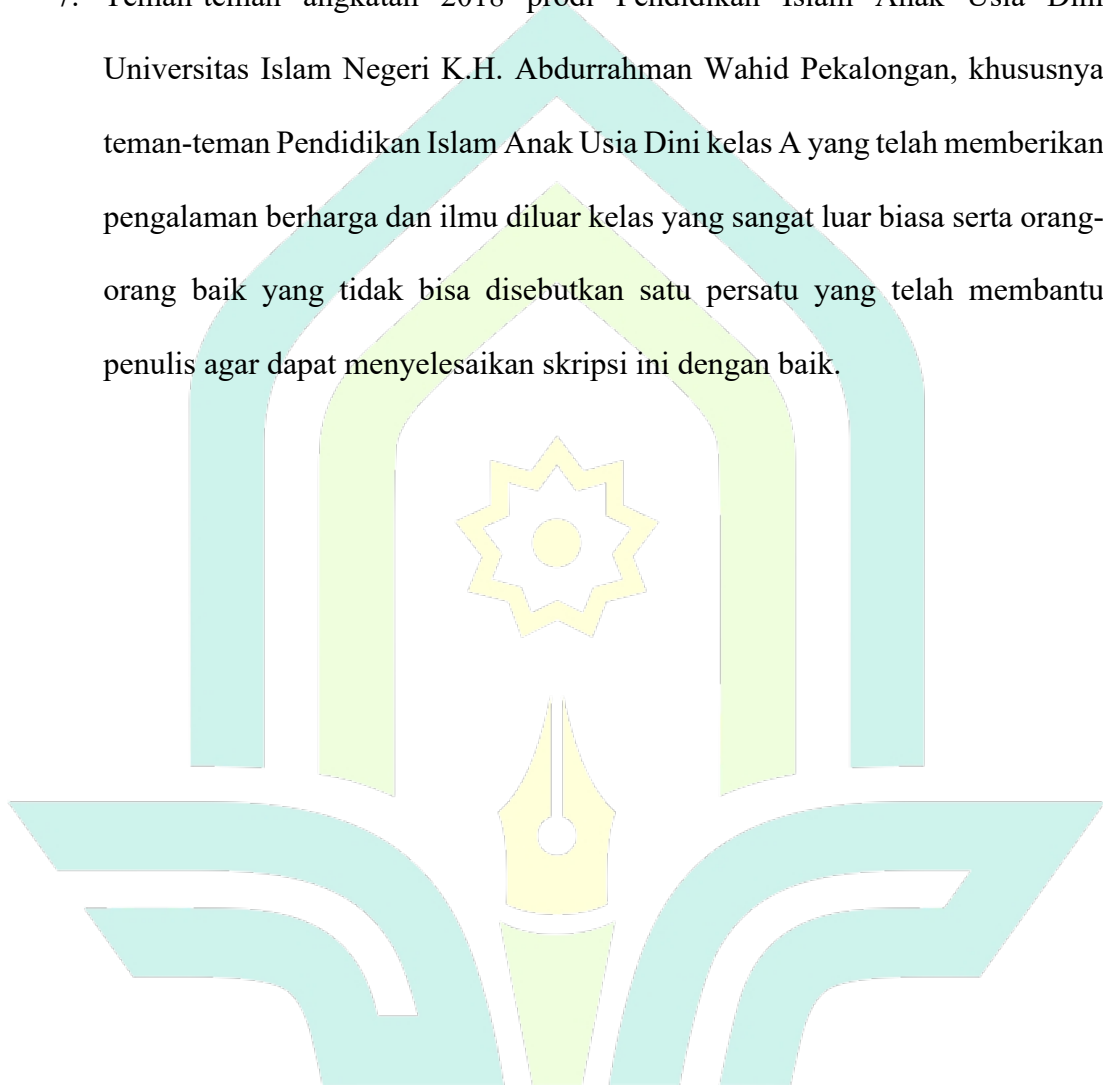 7. Teman-teman angkatan 2018 prodi Pendidikan Islam Anak Usia Dini
Universitas Islam Negeri K.H. Abdurrahman Wahid Pekalongan, khususnya
teman-teman Pendidikan Islam Anak Usia Dini kelas A yang telah memberikan
pengalaman berharga dan ilmu diluar kelas yang sangat luar biasa serta orang-
orang baik yang tidak bisa disebutkan satu persatu yang telah membantu
penulis agar dapat menyelesaikan skripsi ini dengan baik.